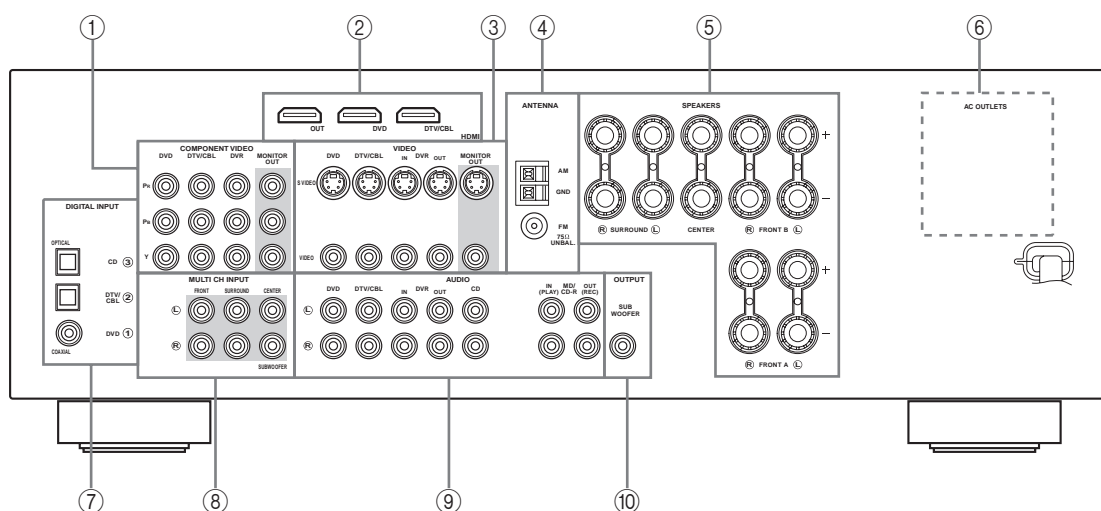 ① ② ③ ④ ⑤ ⑥
ANTENNA
SPEAKERS
AC OUTLETS
OUT DVD DTV/CBL
HDMI
COMPONENT VIDEO
DVD DTV/CBL DVR MONITOR OUT
PR
PB
Y
VIDEO
DVD DTV/CBL IN DVR OUT MONITOR OUT
S VIDEO
VIDEO
AM
GND
FM
75Ω
UNBAL.
+
–
Ⓡ SURROUND Ⓛ CENTER Ⓡ FRONT B Ⓛ
+
–
Ⓡ FRONT A Ⓛ
DIGITAL INPUT
OPTICAL
CD ③
DTV/CBL ②
DVD ①
COAXIAL
MULTI CH INPUT
FRONT SURROUND CENTER
Ⓛ
Ⓡ
SUBWOOFER
AUDIO
DVD DTV/CBL IN DVR OUT CD IN (PLAY) MD/CD-R OUT (REC)
Ⓛ
Ⓡ
OUTPUT
SUB
WOOFER
⑦ ⑧ ⑨ ⑩